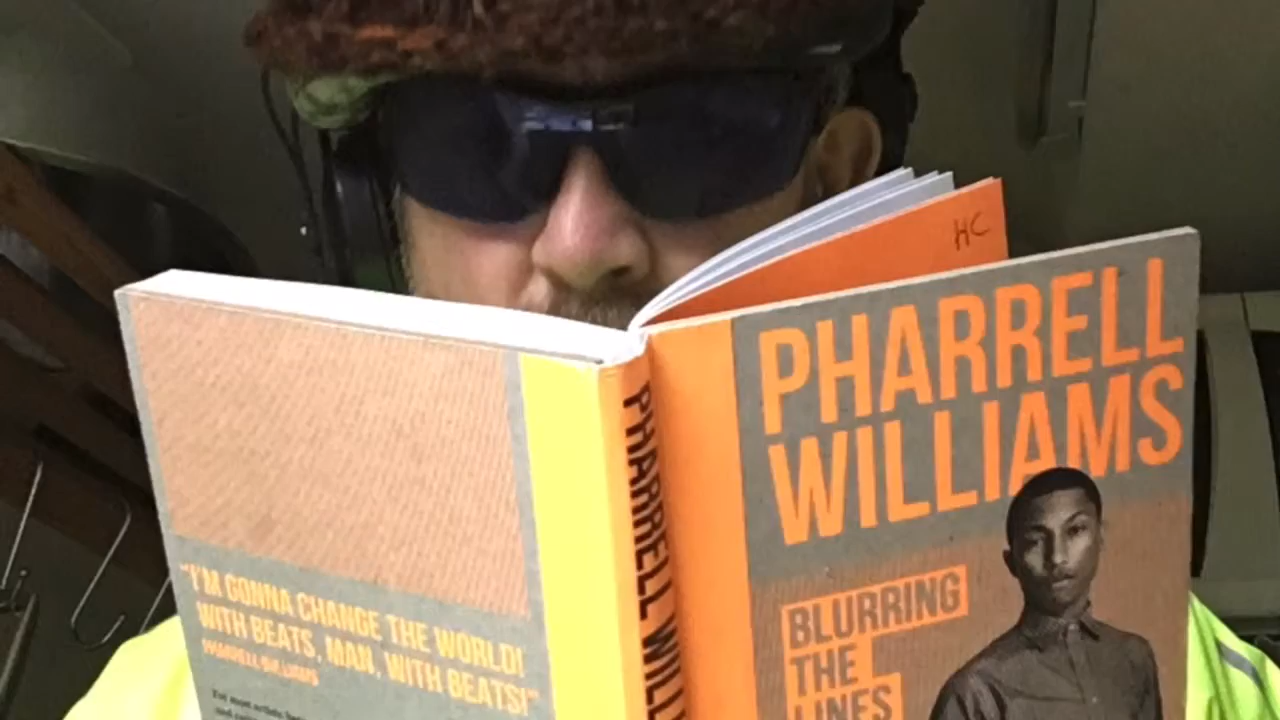 HC
PHARRELL
WILLIAMS
BLURRING
THE
LINES
PHARRELL WILL
"I'M GONNA CHANGE THE WORLD!
WITH BEATS, MAN, WITH BEATS!"
PHARRELL WILLIAMS